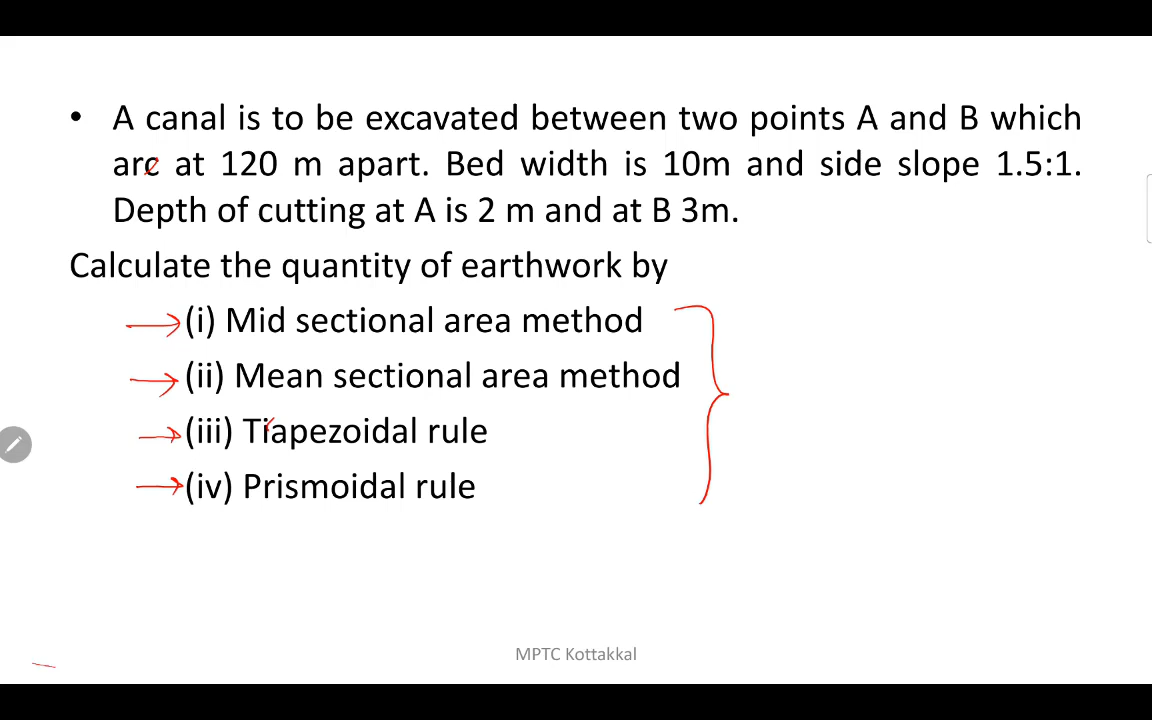 • A canal is to be excavated between two points A and B which
arc at 120 m apart. Bed width is 10m and side slope 1.5:1.
Depth of cutting at A is 2 m and at B 3m.
Calculate the quantity of earthwork by
(i) Mid sectional area method
(ii) Mean sectional area method
(iii) Tiapezoidal rule
(iv) Prismoidal rule
MPTC Kottakkal